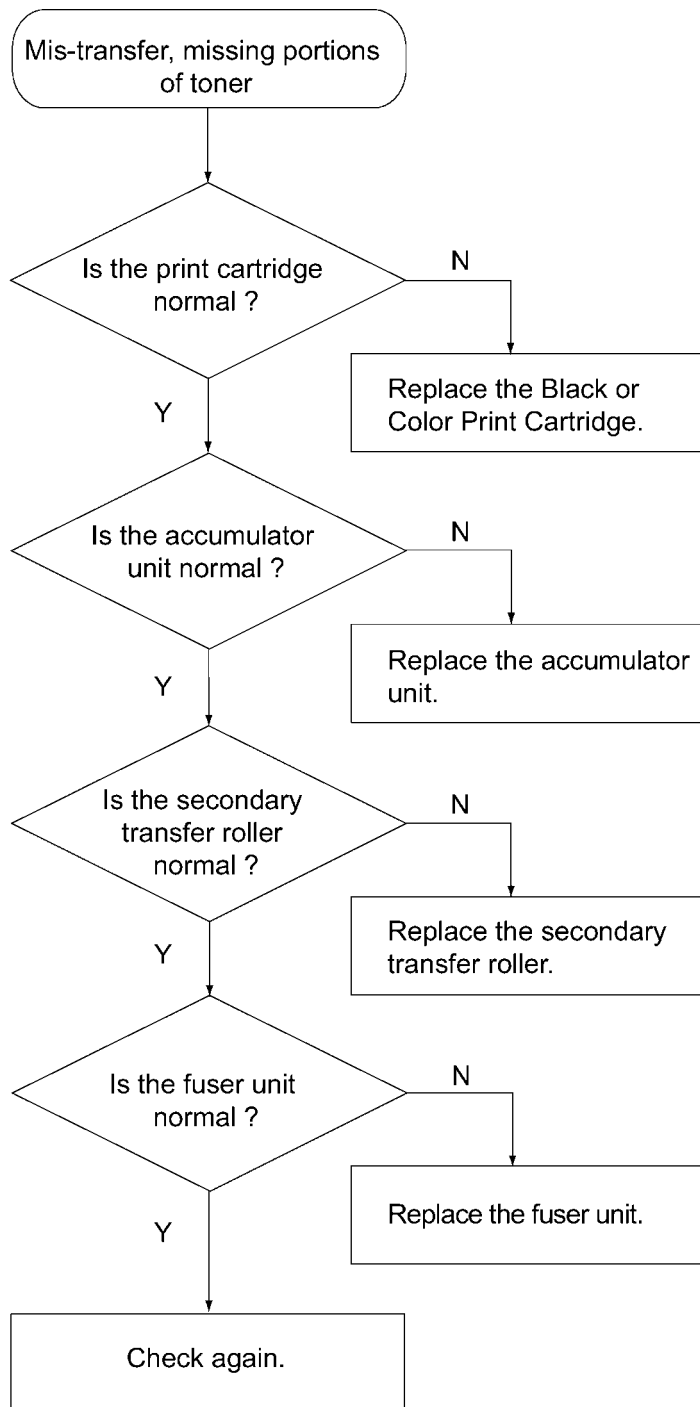 Mis-transfer, missing portions
of toner
Is the print cartridge
normal ?
N
Replace the Black or
Color Print Cartridge.
Y
Is the accumulator
unit normal ?
N
Replace the accumulator
unit.
Y
Is the secondary
transfer roller
normal ?
N
Replace the secondary
transfer roller.
Y
Is the fuser unit
normal ?
N
Replace the fuser unit.
Y
Check again.